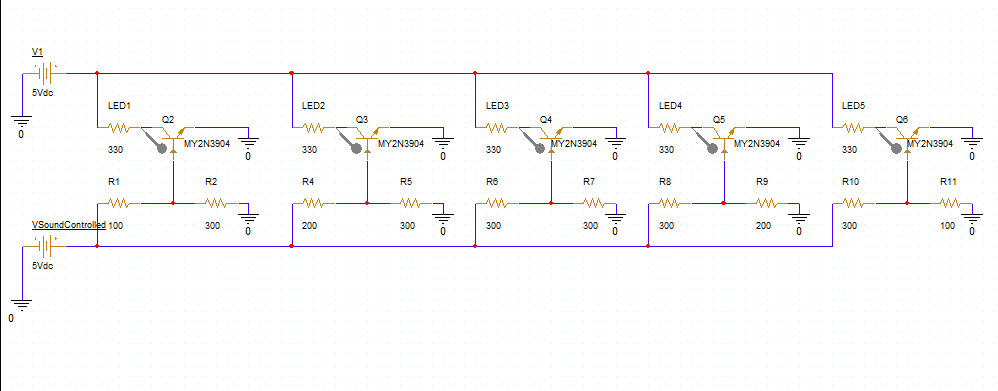 V1
5Vdc
0
LED1
330
Q2
MY2N3904
0
LED2
330
Q3
MY2N3904
0
LED3
330
Q4
MY2N3904
0
LED4
330
Q5
MY2N3904
0
LED5
330
Q6
MY2N3904
0
R1
100
R2
300
0
R4
200
R5
300
0
R6
300
R7
300
0
R8
300
R9
200
0
R10
300
R11
100
0
VSoundControlled
5Vdc
0